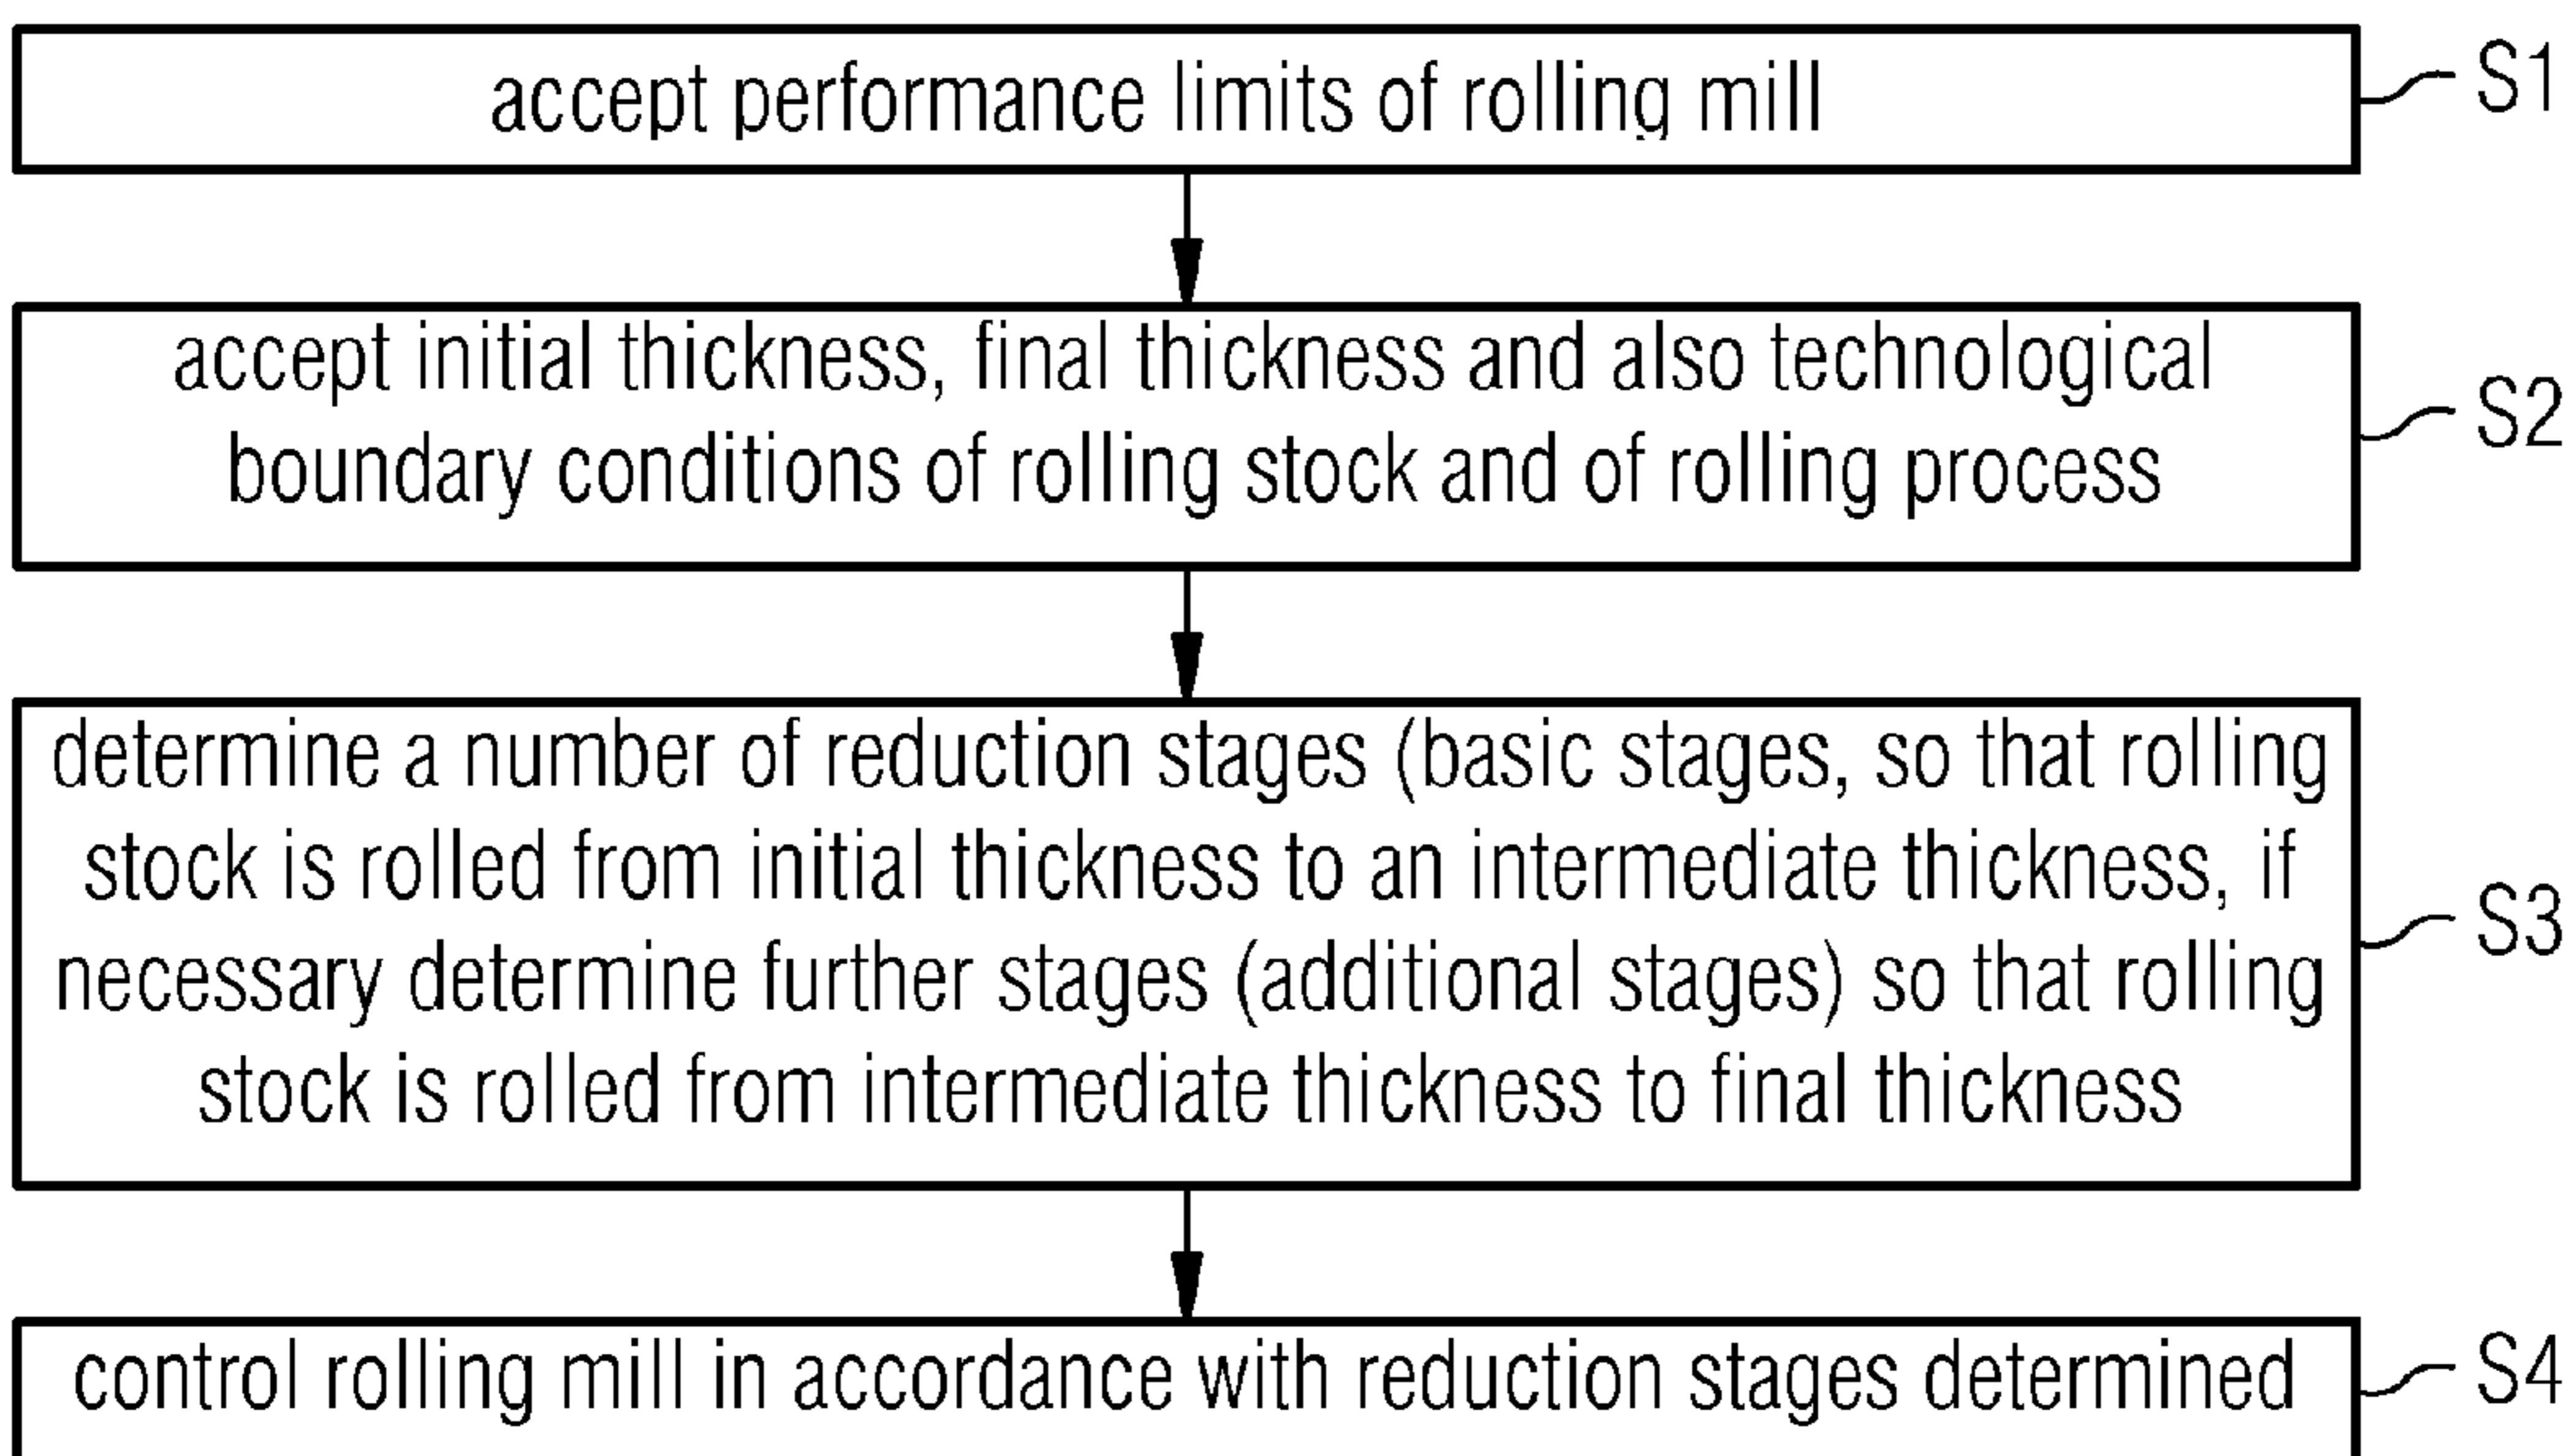 accept performance limits of rolling mill
S1
accept initial thickness, final thickness and also technological
boundary conditions of rolling stock and of rolling process
S2
determine a number of reduction stages (basic stages, so that rolling
stock is rolled from initial thickness to an intermediate thickness, if
necessary determine further stages (additional stages) so that rolling
stock is rolled from intermediate thickness to final thickness
S3
control rolling mill in accordance with reduction stages determined
S4